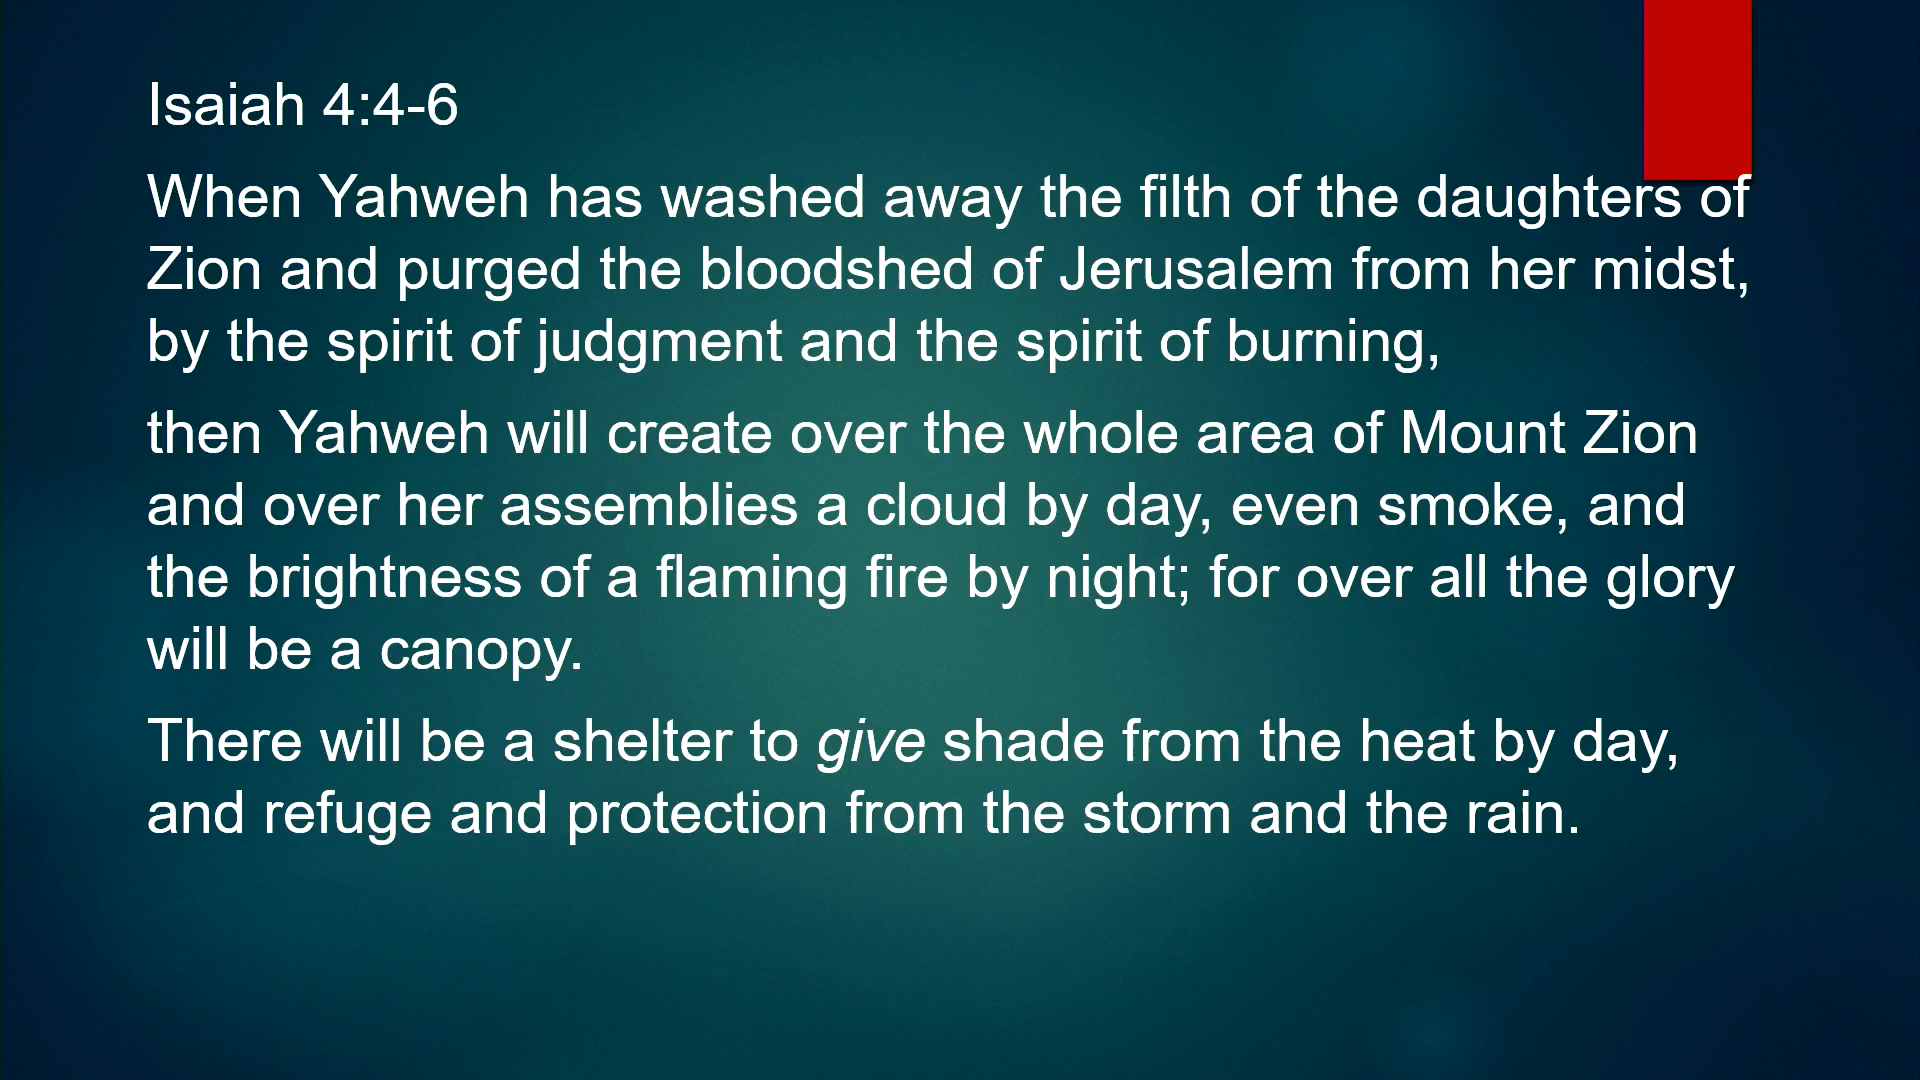 Isaiah 4:4-6
When Yahweh has washed away the filth of the daughters of
Zion and purged the bloodshed of Jerusalem from her midst,
by the spirit of judgment and the spirit of burning,
then Yahweh will create over the whole area of Mount Zion
and over her assemblies a cloud by day, even smoke, and
the brightness of a flaming fire by night; for over all the glory
will be a canopy.
There will be a shelter to give shade from the heat by day,
and refuge and protection from the storm and the rain.